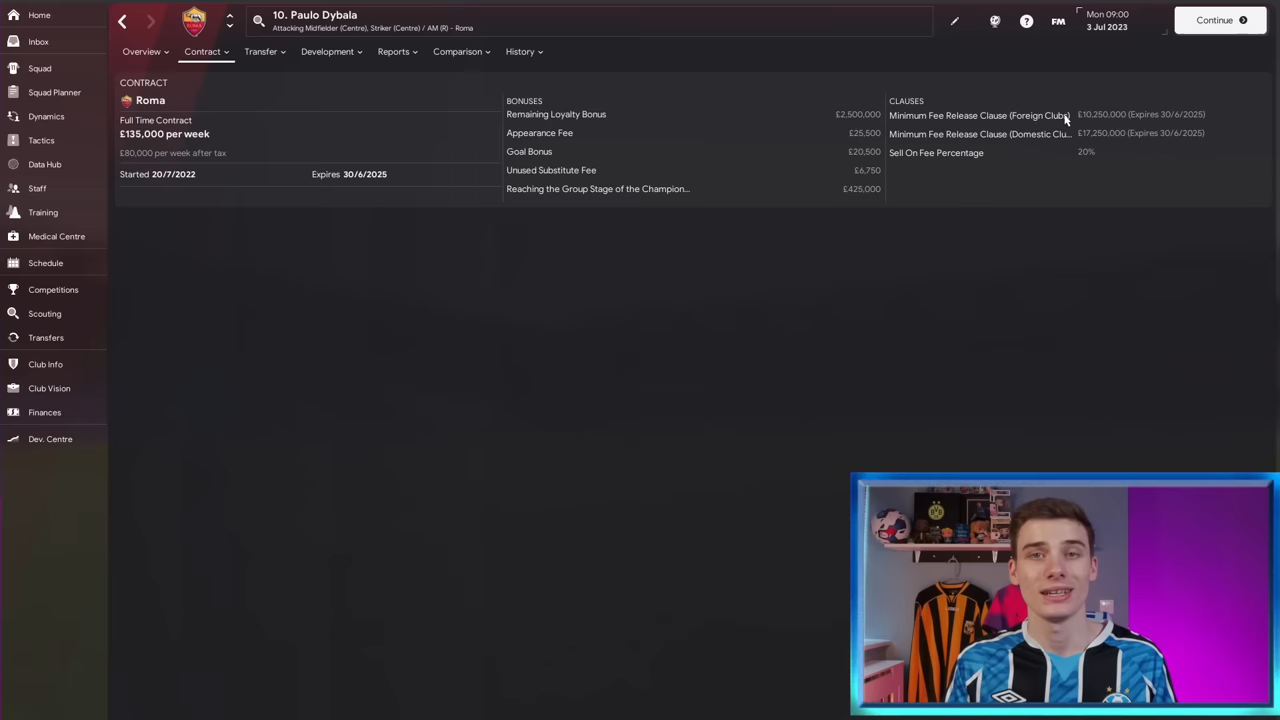 Home
Inbox
Squad
Squad Planner
Dynamics
Tactics
Data Hub
Staff
Training
Medical Centre
Schedule
Competitions
Scouting
Transfers
Club Info
Club Vision
Finances
Dev. Centre
10. Paulo Dybala
Attacking Midfielder (Centre), Striker (Centre) / AM (R) - Roma
FM
Mon 09:00
3 Jul 2023
Continue
Overview
Contract
Transfer
Development
Reports
Comparison
History
CONTRACT
Roma
Full Time Contract
£135,000 per week
£80,000 per week after tax
Started 20/7/2022 Expires 30/6/2025
BONUSES
Remaining Loyalty Bonus £2,500,000
Appearance Fee £25,500
Goal Bonus £20,500
Unused Substitute Fee £6,750
Reaching the Group Stage of the Champion... £425,000
CLAUSES
Minimum Fee Release Clause (Foreign Clubs) £10,250,000 (Expires 30/6/2025)
Minimum Fee Release Clause (Domestic Clu... £17,250,000 (Expires 30/6/2025)
Sell On Fee Percentage 20%